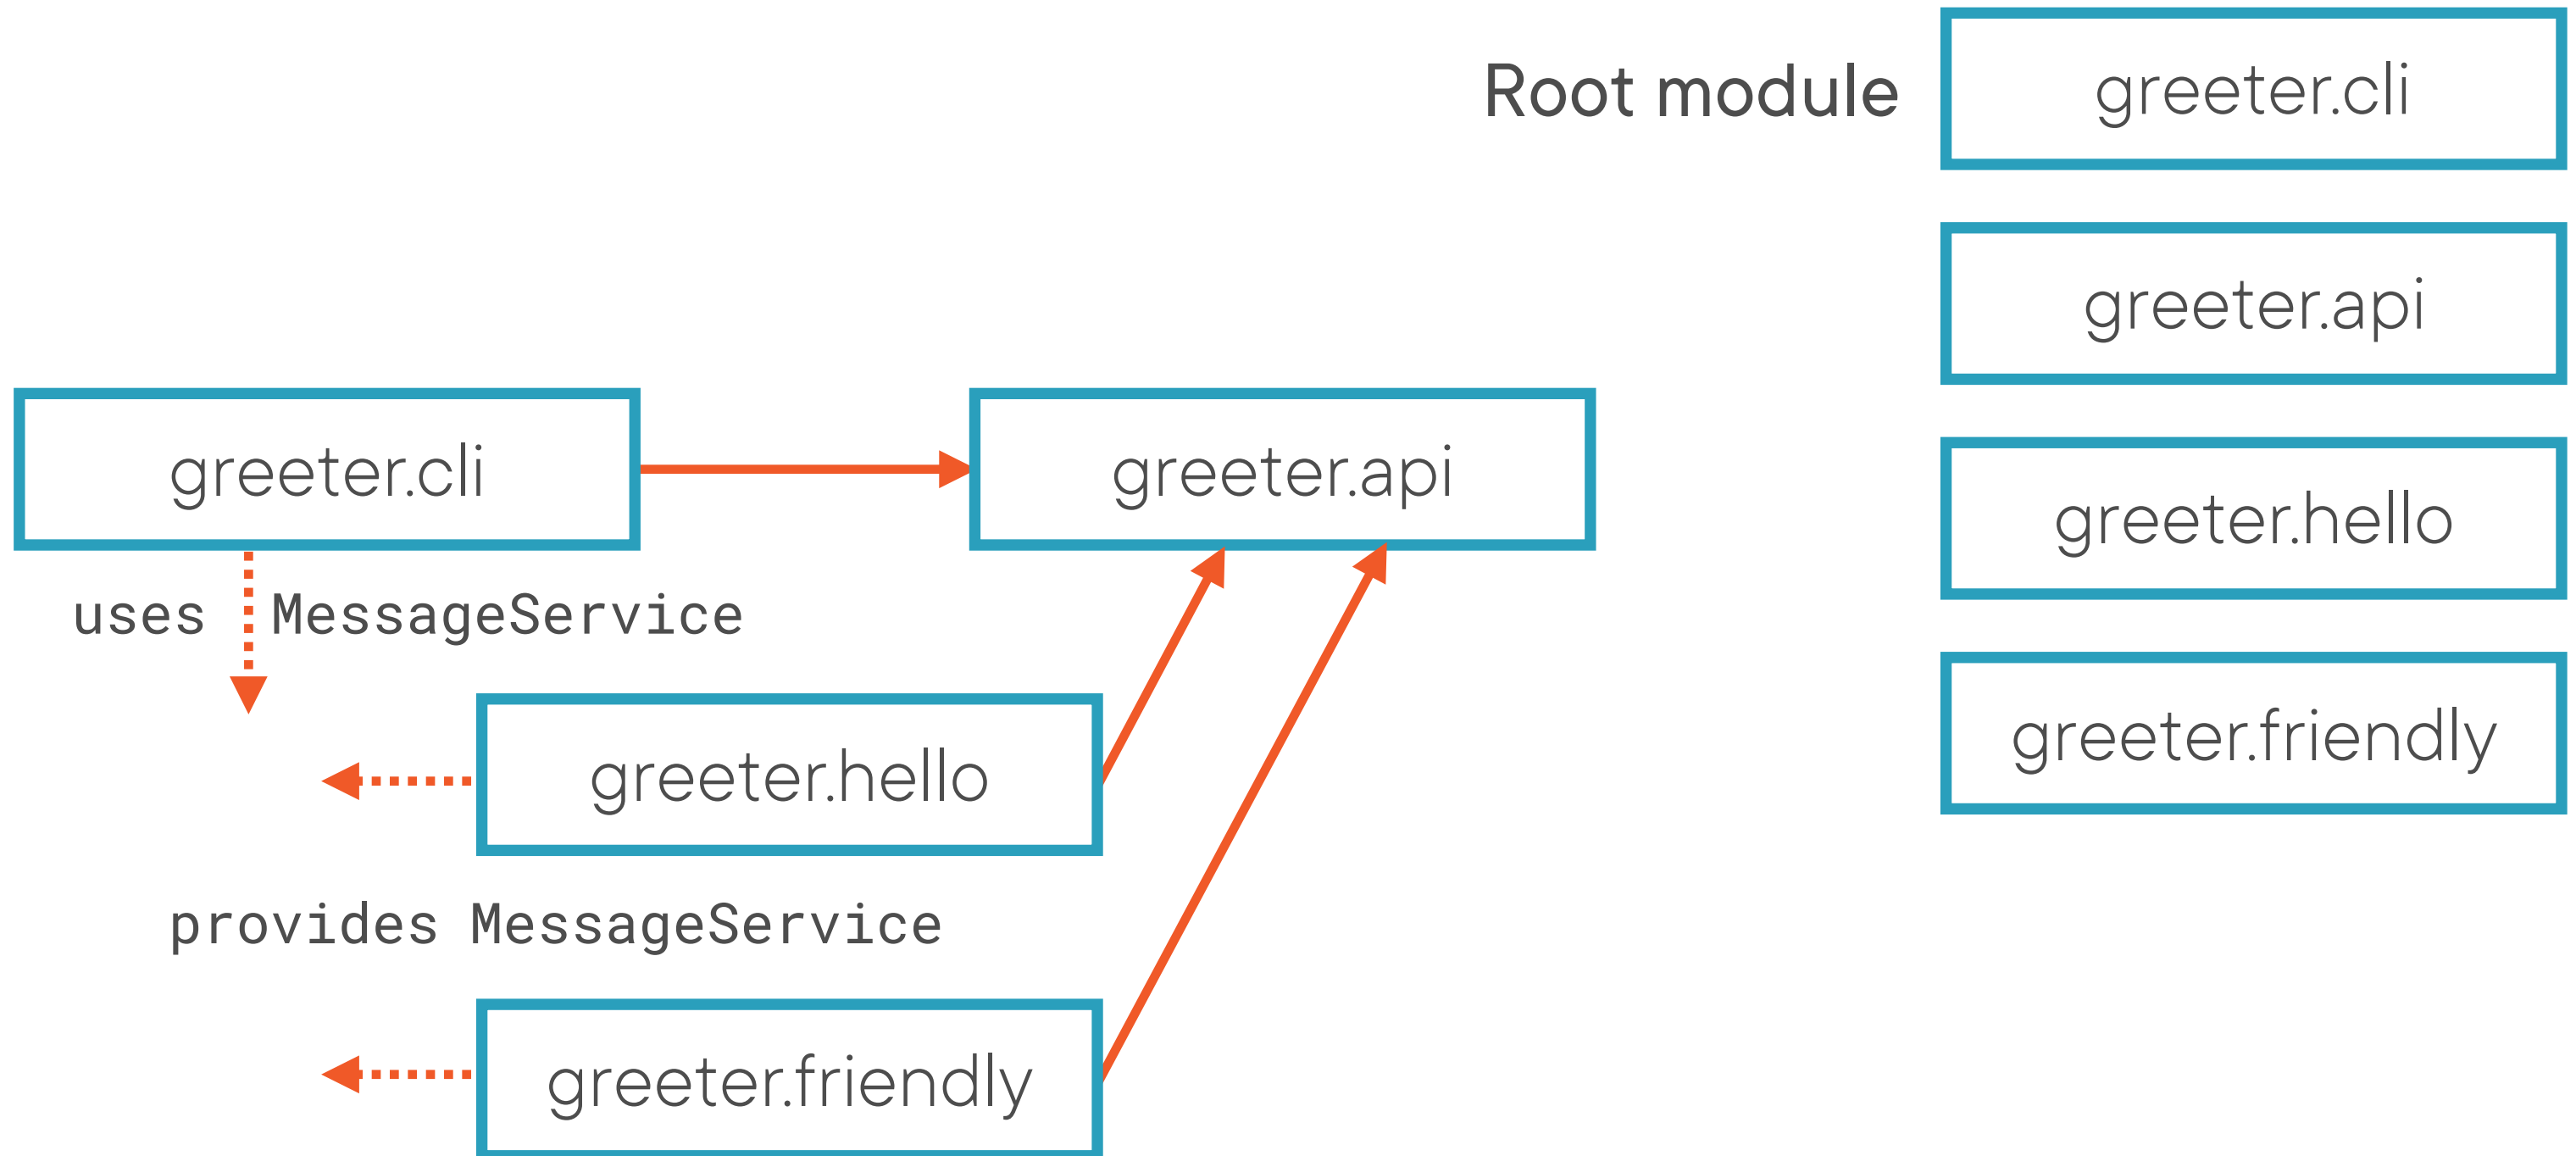 Root module
greeter.cli
greeter.api
greeter.hello
greeter.friendly
greeter.cli
greeter.api
uses MessageService
greeter.hello
provides MessageService
greeter.friendly